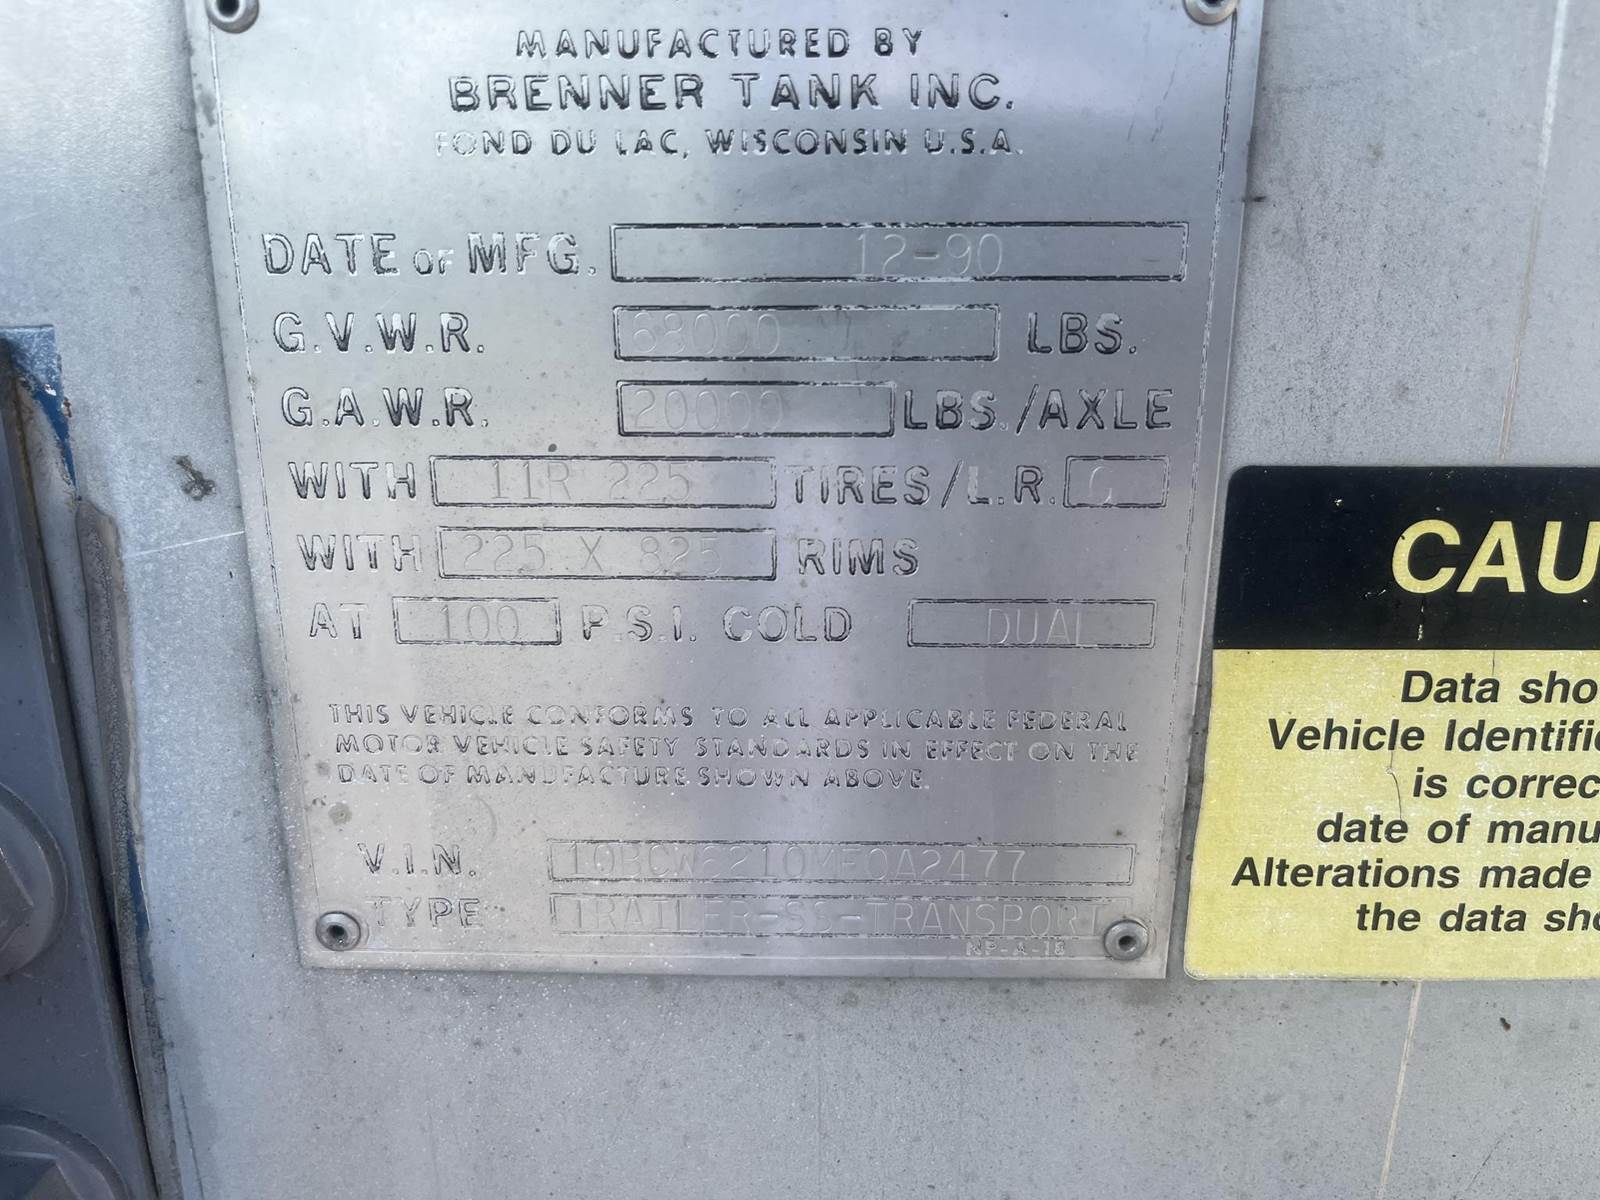 MANUFACTURED BY
BRENNER TANK INC.
FOND DU LAC, WISCONSIN U.S.A.
DATE OF MFG. 12-90
G.V.W.R. 68000 LBS.
G.A.W.R. 20000 LBS./AXLE
WITH 11R 225 TIRES/L.R. G
WITH 225 X 825 RIMS
AT 100 P.S.I. COLD DUAL
THIS VEHICLE CONFORMS TO ALL APPLICABLE FEDERAL
MOTOR VEHICLE SAFETY STANDARDS IN EFFECT ON THE
DATE OF MANUFACTURE SHOWN ABOVE.
V.I.N.
TYPE TRAILER-SS-TRANSPORT
NP-A-18
CAU
Data sho
Vehicle Identific
is correc
date of manu
Alterations made
the data sho